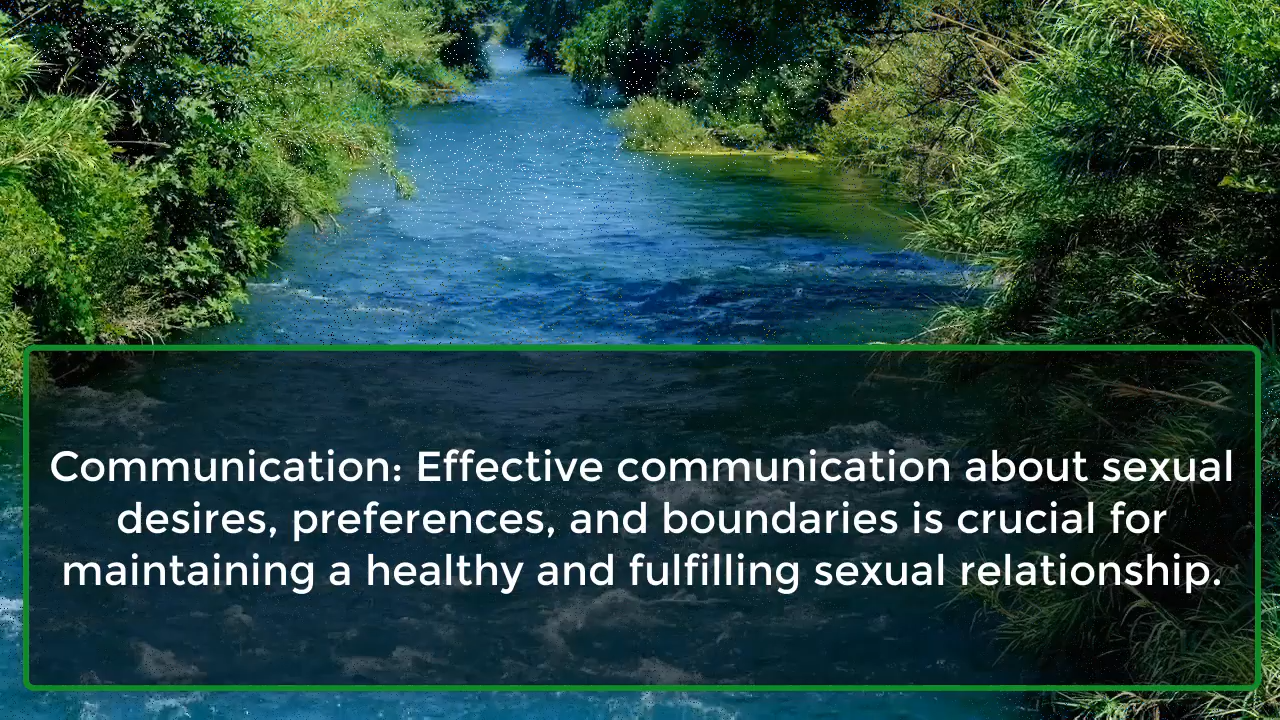 Communication: Effective communication about sexual
desires, preferences, and boundaries is crucial for
maintaining a healthy and fulfilling sexual relationship.